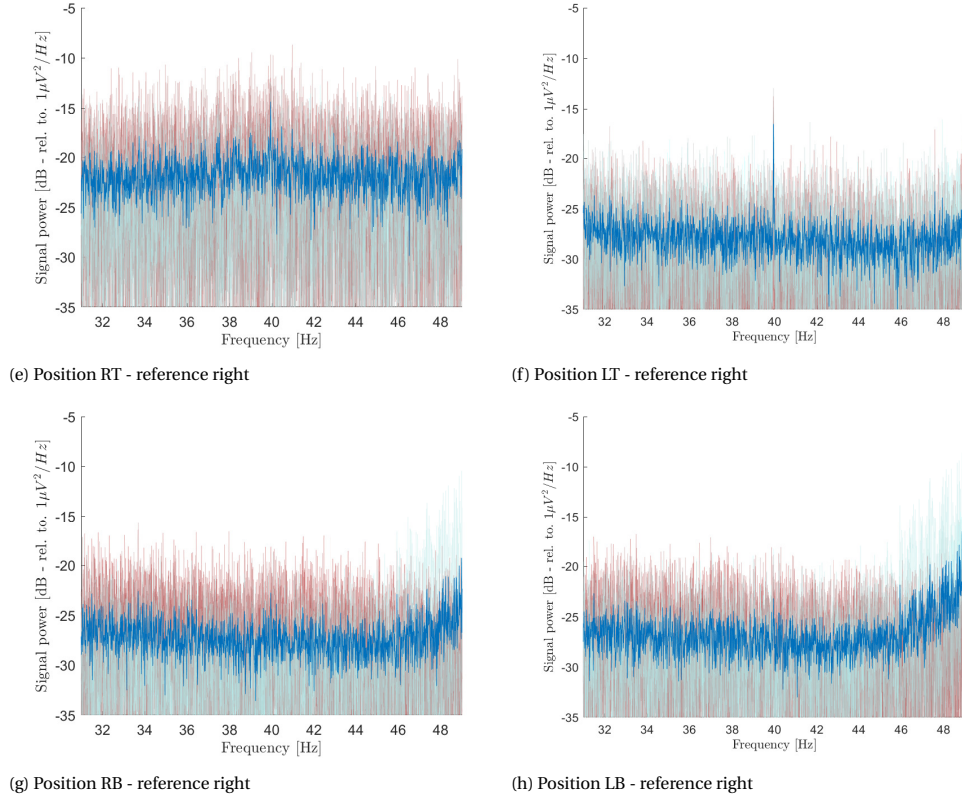 -5
-10
-15
-20
-25
-30
-35
Signal power [dB - rel. to. 1μV²/Hz]
32 34 36 38 40 42 44 46 48
Frequency [Hz]
(e) Position RT - reference right
-5
-10
-15
-20
-25
-30
-35
Signal power [dB - rel. to. 1μV²/Hz]
32 34 36 38 40 42 44 46 48
Frequency [Hz]
(f) Position LT - reference right
-5
-10
-15
-20
-25
-30
-35
Signal power [dB - rel. to. 1μV²/Hz]
32 34 36 38 40 42 44 46 48
Frequency [Hz]
(g) Position RB - reference right
-5
-10
-15
-20
-25
-30
-35
Signal power [dB - rel. to. 1μV²/Hz]
32 34 36 38 40 42 44 46 48
Frequency [Hz]
(h) Position LB - reference right